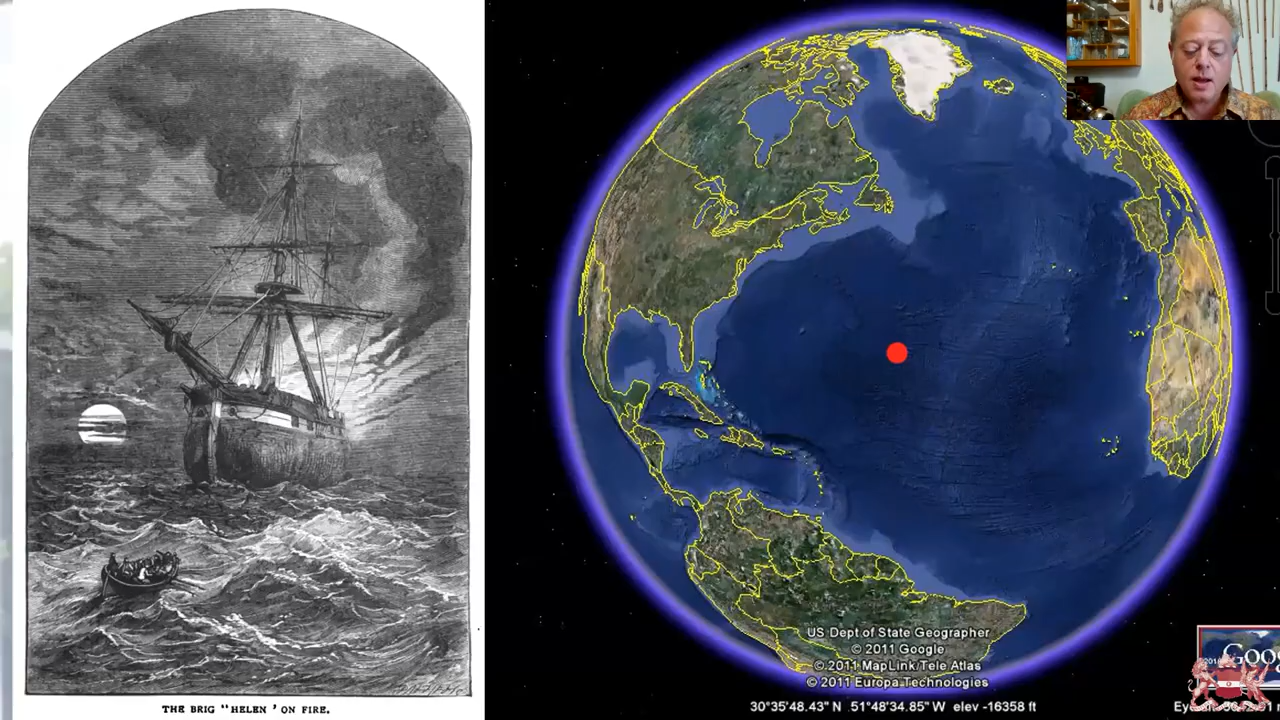 THE BRIG "HELEN' ON FIRE.
US Dept of State Geographer
© 2011 Google
© 2011 MapLink/Tele Atlas
© 2011 Europa Technologies
30°35'48.43" N 51°48'34.85" W elev -16358 ft